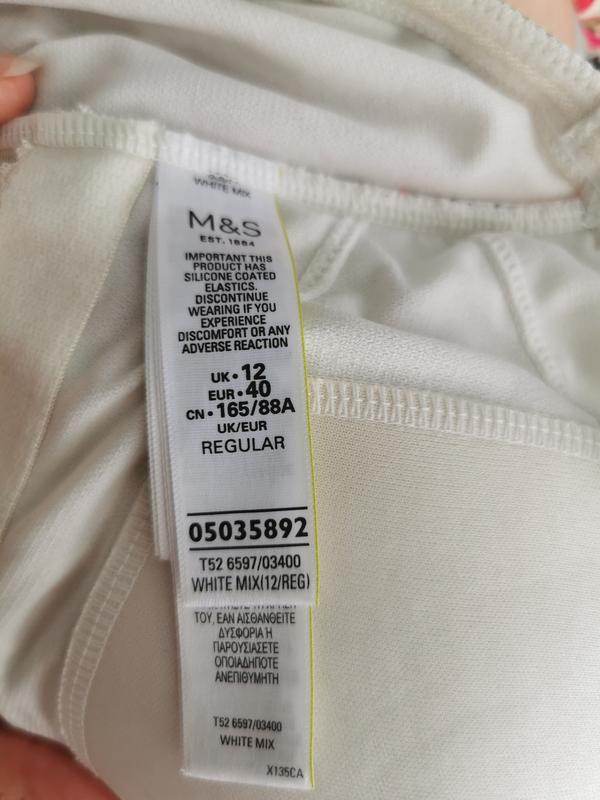 WHITE MIX
M&S
EST. 1884
IMPORTANT THIS
PRODUCT HAS
SILICONE COATED
ELASTICS.
DISCONTINUE
WEARING IF YOU
EXPERIENCE
DISCOMFORT OR ANY
ADVERSE REACTION
UK • 12
EUR • 40
CN • 165/88A
UK/EUR
REGULAR
05035892
T52 6597/03400
WHITE MIX(12/REG)
ΤΟΥ, ΕΑΝ ΑΙΣΘΑΝΘΕΙΤΕ
ΔΥΣΦΟΡΙΑ Ή
ΠΑΡΟΥΣΙΑΣΕΤΕ
ΟΠΟΙΑΔΗΠΟΤΕ
ΑΝΕΠΙΘΥΜΗΤΗ
T52 6597/03400
WHITE MIX
X135CA